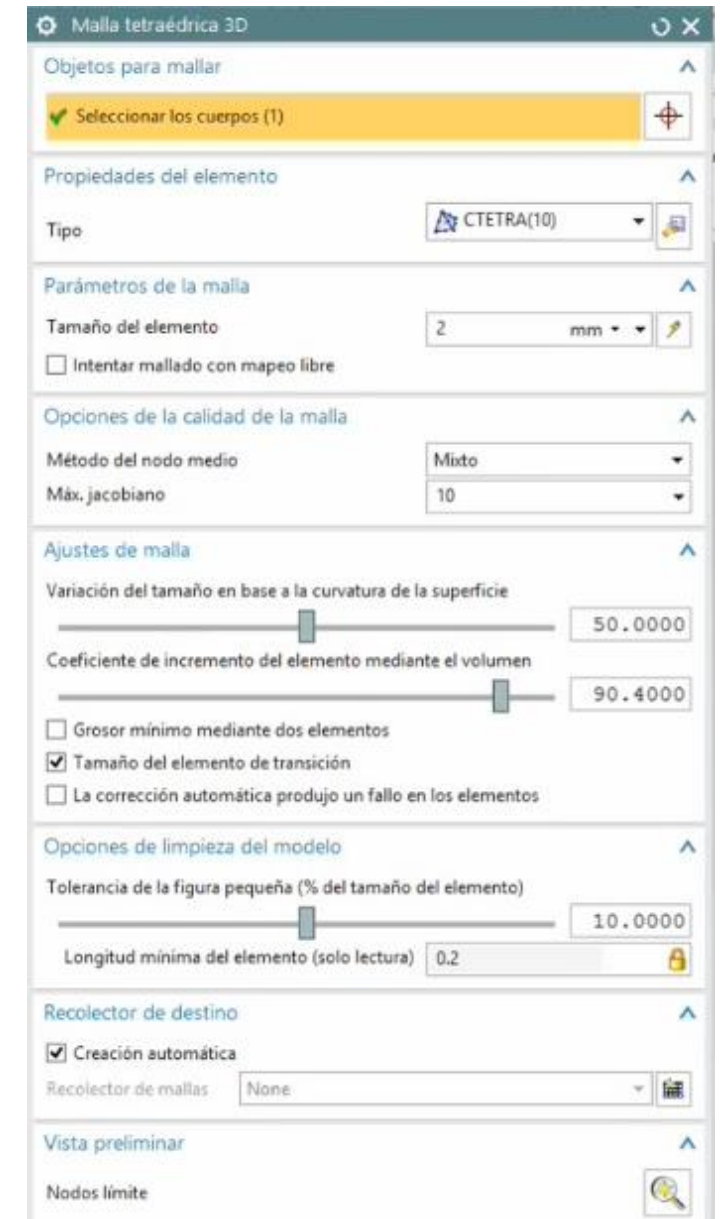 Malla tetraédrica 3D
Objetos para mallar
Seleccionar los cuerpos (1)
Propiedades del elemento
Tipo CTETRA(10)
Parámetros de la malla
Tamaño del elemento 2 mm
Intentar mallado con mapeo libre
Opciones de la calidad de la malla
Método del nodo medio Mixto
Máx. jacobiano 10
Ajustes de malla
Variación del tamaño en base a la curvatura de la superficie
50.0000
Coeficiente de incremento del elemento mediante el volumen
90.4000
Grosor mínimo mediante dos elementos
Tamaño del elemento de transición
La corrección automática produjo un fallo en los elementos
Opciones de limpieza del modelo
Tolerancia de la figura pequeña (% del tamaño del elemento)
10.0000
Longitud mínima del elemento (solo lectura) 0.2
Recolector de destino
Creación automática
Recolector de mallas None
Vista preliminar
Nodos límite